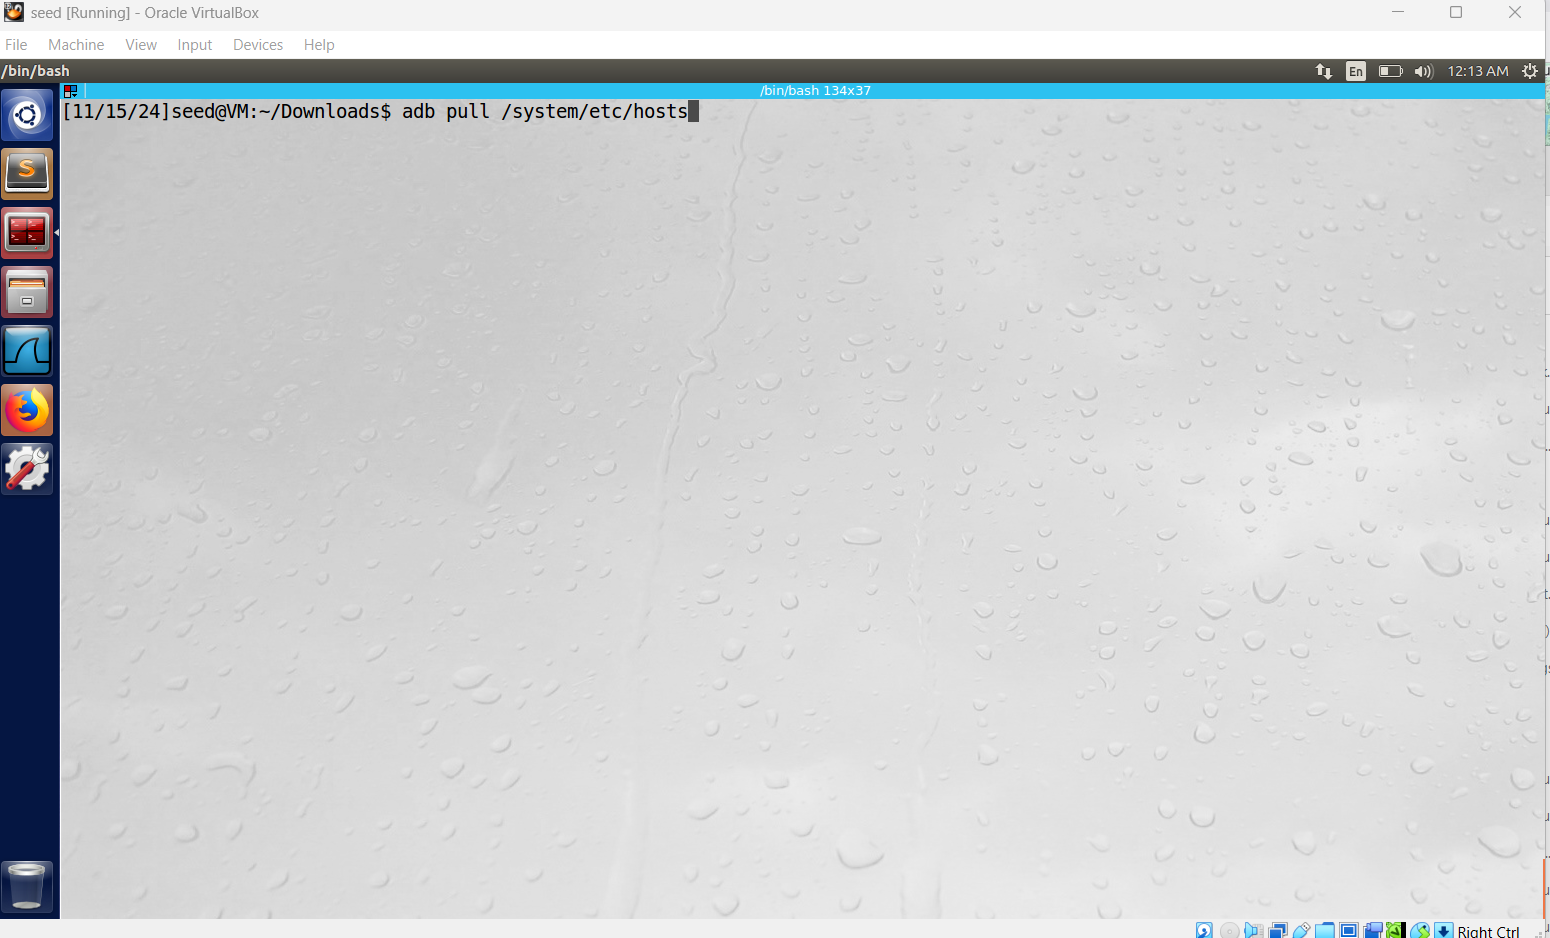 seed [Running] - Oracle VirtualBox
File Machine View Input Devices Help
/bin/bash
En
12:13 AM
/bin/bash 134x37
[11/15/24]seed@VM:~/Downloads$ adb pull /system/etc/hosts
Right Ctrl